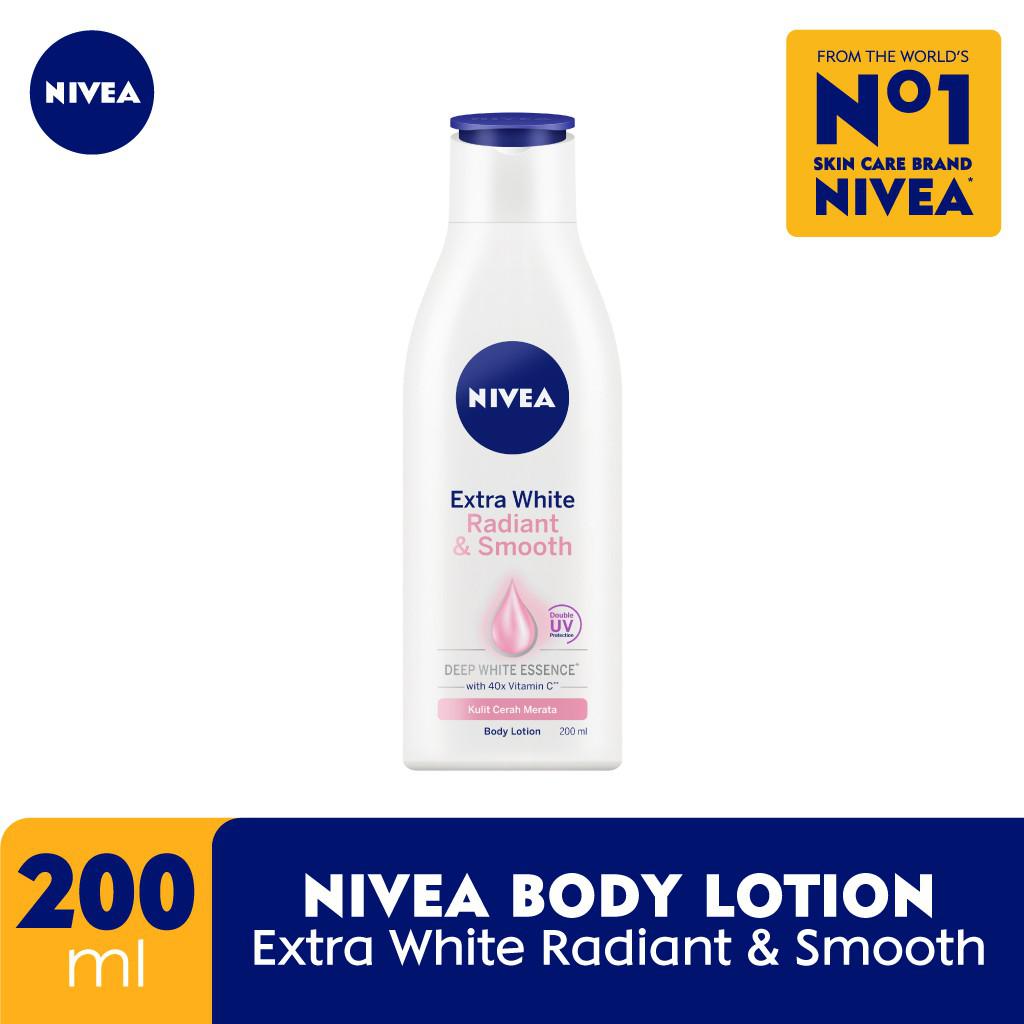 NIVEA
FROM THE WORLD'S
Nº1
SKIN CARE BRAND
NIVEA*
NIVEA
Extra White
Radiant
& Smooth
Double
UV
Protection
DEEP WHITE ESSENCE*
with 40x Vitamin C**
Kulit Cerah Merata
Body Lotion 200 ml
200
ml
NIVEA BODY LOTION
Extra White Radiant & Smooth